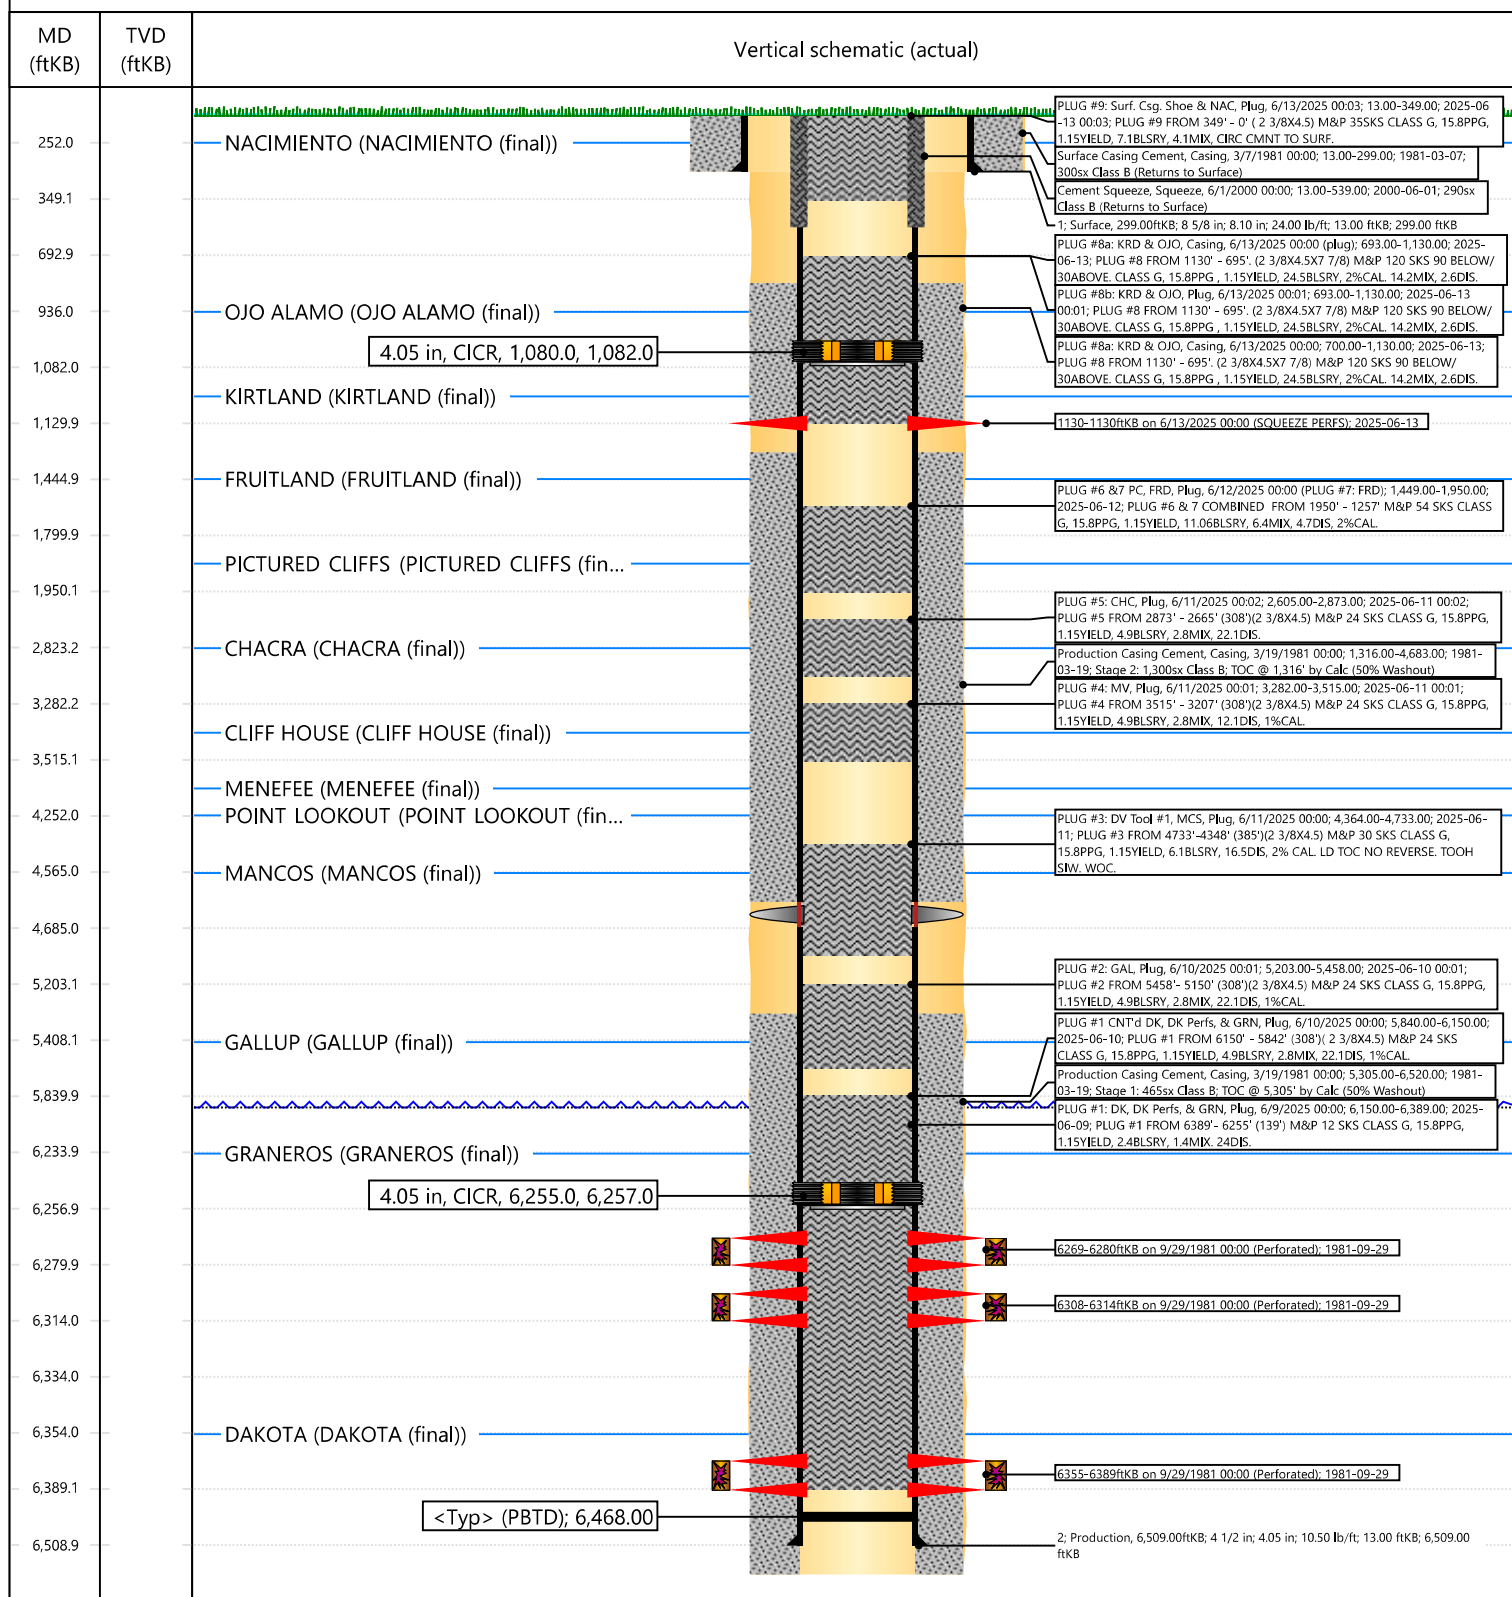 MD
(ftKB)
TVD
(ftKB)
Vertical schematic (actual)
252.0
349.1
692.9
936.0
1,082.0
1,129.9
1,444.9
1,799.9
1,950.1
2,823.2
3,282.2
3,515.1
4,252.0
4,565.0
4,685.0
5,203.1
5,408.1
5,839.9
6,233.9
6,256.9
6,279.9
6,314.0
6,334.0
6,354.0
6,389.1
6,508.9
NACIMIENTO (NACIMIENTO (final))
OJO ALAMO (OJO ALAMO (final))
4.05 in, CICR, 1,080.0, 1,082.0
KIRTLAND (KIRTLAND (final))
FRUITLAND (FRUITLAND (final))
PICTURED CLIFFS (PICTURED CLIFFS (fin...
CHACRA (CHACRA (final))
CLIFF HOUSE (CLIFF HOUSE (final))
MENEFEE (MENEFEE (final))
POINT LOOKOUT (POINT LOOKOUT (fin...
MANCOS (MANCOS (final))
GALLUP (GALLUP (final))
GRANEROS (GRANEROS (final))
4.05 in, CICR, 6,255.0, 6,257.0
DAKOTA (DAKOTA (final))
<Typ> (PBTD); 6,468.00
PLUG #9: Surf. Csg. Shoe & NAC, Plug, 6/13/2025 00:03; 13.00-349.00; 2025-06
-13 00:03; PLUG #9 FROM 349' - 0' ( 2 3/8X4.5) M&P 35SKS CLASS G, 15.8PPG,
1.15YIELD, 7.1BLSRY, 4.1MIX, CIRC CMNT TO SURF.
Surface Casing Cement, Casing, 3/7/1981 00:00; 13.00-299.00; 1981-03-07;
300sx Class B (Returns to Surface)
Cement Squeeze, Squeeze, 6/1/2000 00:00; 13.00-539.00; 2000-06-01; 290sx
Class B (Returns to Surface)
1; Surface, 299.00ftKB; 8 5/8 in; 8.10 in; 24.00 lb/ft; 13.00 ftKB; 299.00 ftKB
PLUG #8a: KRD & OJO, Casing, 6/13/2025 00:00 (plug); 693.00-1,130.00; 2025-
06-13; PLUG #8 FROM 1130' - 695'. (2 3/8X4.5X7 7/8) M&P 120 SKS 90 BELOW/
30ABOVE. CLASS G, 15.8PPG , 1.15YIELD, 24.5BLSRY, 2%CAL. 14.2MIX, 2.6DIS.
PLUG #8b: KRD & OJO, Plug, 6/13/2025 00:01; 693.00-1,130.00; 2025-06-13
00:01; PLUG #8 FROM 1130' - 695'. (2 3/8X4.5X7 7/8) M&P 120 SKS 90 BELOW/
30ABOVE. CLASS G, 15.8PPG , 1.15YIELD, 24.5BLSRY, 2%CAL. 14.2MIX, 2.6DIS.
PLUG #8a: KRD & OJO, Casing, 6/13/2025 00:00; 700.00-1,130.00; 2025-06-13;
PLUG #8 FROM 1130' - 695'. (2 3/8X4.5X7 7/8) M&P 120 SKS 90 BELOW/
30ABOVE. CLASS G, 15.8PPG , 1.15YIELD, 24.5BLSRY, 2%CAL. 14.2MIX, 2.6DIS.
1130-1130ftKB on 6/13/2025 00:00 (SQUEEZE PERFS); 2025-06-13
PLUG #6 &7 PC, FRD, Plug, 6/12/2025 00:00 (PLUG #7: FRD); 1,449.00-1,950.00;
2025-06-12; PLUG #6 & 7 COMBINED FROM 1950' - 1257' M&P 54 SKS CLASS
G, 15.8PPG, 1.15YIELD, 11.06BLSRY, 6.4MIX, 4.7DIS, 2%CAL.
PLUG #5: CHC, Plug, 6/11/2025 00:02; 2,605.00-2,873.00; 2025-06-11 00:02;
PLUG #5 FROM 2873' - 2665' (308')(2 3/8X4.5) M&P 24 SKS CLASS G, 15.8PPG,
1.15YIELD, 4.9BLSRY, 2.8MIX, 22.1DIS.
Production Casing Cement, Casing, 3/19/1981 00:00; 1,316.00-4,683.00; 1981-
03-19; Stage 2: 1,300sx Class B; TOC @ 1,316' by Calc (50% Washout)
PLUG #4: MV, Plug, 6/11/2025 00:01; 3,282.00-3,515.00; 2025-06-11 00:01;
PLUG #4 FROM 3515' - 3207' (308')(2 3/8X4.5) M&P 24 SKS CLASS G, 15.8PPG,
1.15YIELD, 4.9BLSRY, 2.8MIX, 12.1DIS, 1%CAL.
PLUG #3: DV Tool #1, MCS, Plug, 6/11/2025 00:00; 4,364.00-4,733.00; 2025-06-
11; PLUG #3 FROM 4733'-4348' (385')(2 3/8X4.5) M&P 30 SKS CLASS G,
15.8PPG, 1.15YIELD, 6.1BLSRY, 16.5DIS, 2% CAL. LD TOC NO REVERSE. TOOH
SIW. WOC.
PLUG #2: GAL, Plug, 6/10/2025 00:01; 5,203.00-5,458.00; 2025-06-10 00:01;
PLUG #2 FROM 5458'- 5150' (308')(2 3/8X4.5) M&P 24 SKS CLASS G, 15.8PPG,
1.15YIELD, 4.9BLSRY, 2.8MIX, 22.1DIS, 1%CAL.
PLUG #1 CNT'd DK, DK Perfs, & GRN, Plug, 6/10/2025 00:00; 5,840.00-6,150.00;
2025-06-10; PLUG #1 FROM 6150' - 5842' (308')( 2 3/8X4.5) M&P 24 SKS
CLASS G, 15.8PPG, 1.15YIELD, 4.9BLSRY, 2.8MIX, 22.1DIS, 1%CAL.
Production Casing Cement, Casing, 3/19/1981 00:00; 5,305.00-6,520.00; 1981-
03-19; Stage 1: 465sx Class B; TOC @ 5,305' by Calc (50% Washout)
PLUG #1: DK, DK Perfs, & GRN, Plug, 6/9/2025 00:00; 6,150.00-6,389.00; 2025-
06-09; PLUG #1 FROM 6389'- 6255' (139') M&P 12 SKS CLASS G, 15.8PPG,
1.15YIELD, 2.4BLSRY, 1.4MIX. 24DIS.
6269-6280ftKB on 9/29/1981 00:00 (Perforated); 1981-09-29
6308-6314ftKB on 9/29/1981 00:00 (Perforated); 1981-09-29
6355-6389ftKB on 9/29/1981 00:00 (Perforated); 1981-09-29
2; Production, 6,509.00ftKB; 4 1/2 in; 4.05 in; 10.50 lb/ft; 13.00 ftKB; 6,509.00
ftKB